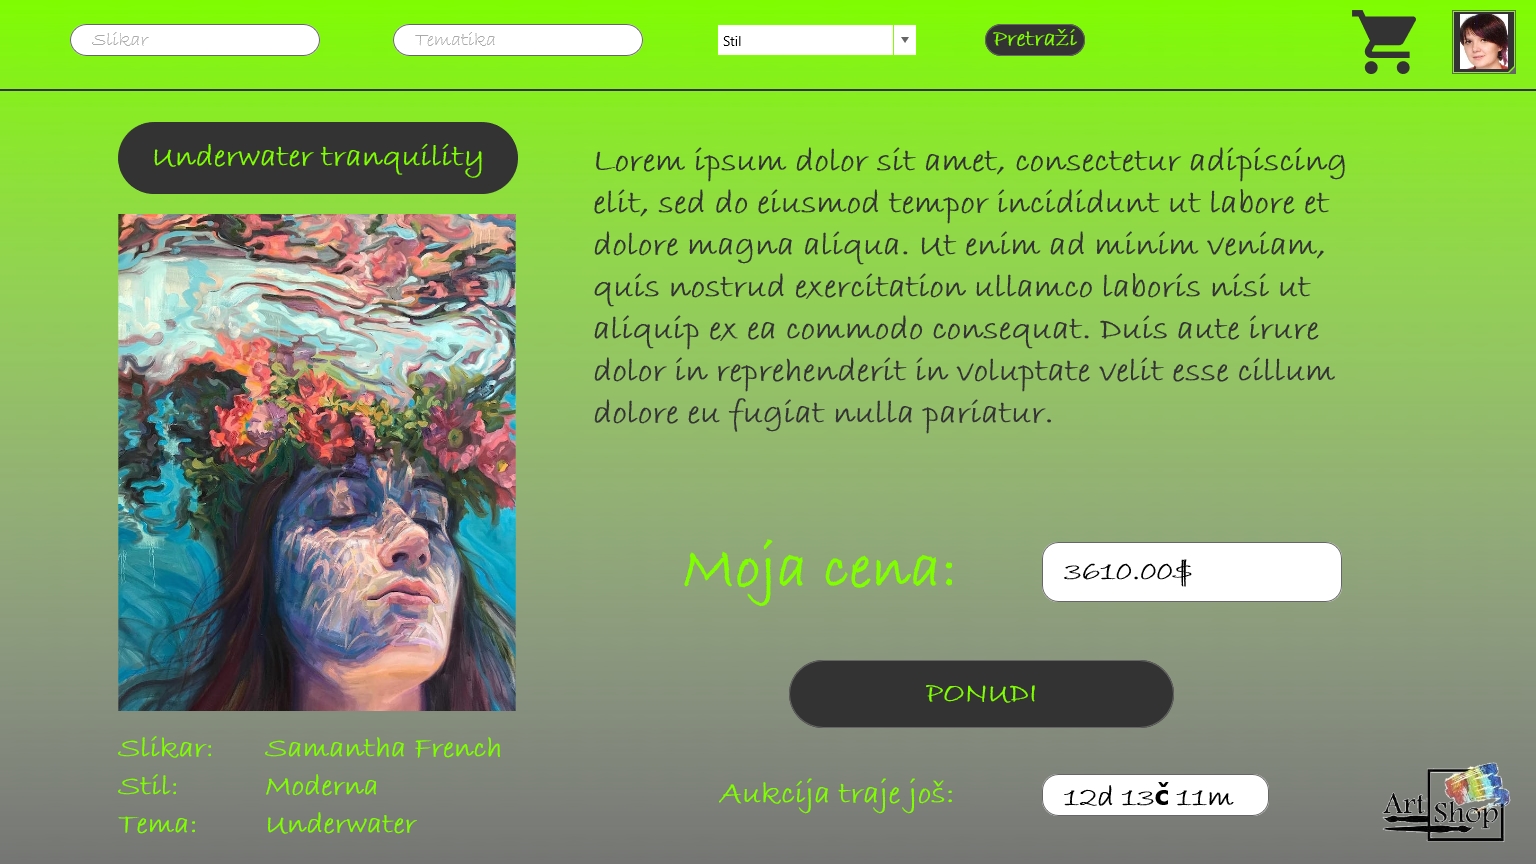 Slikar
Tematika
Stil
Pretraži
Underwater tranquility
Lorem ipsum dolor sit amet, consectetur adipiscing
elit, sed do eiusmod tempor incididunt ut labore et
dolore magna aliqua. Ut enim ad minim veniam,
quis nostrud exercitation ullamco laboris nisi ut
aliquip ex ea commodo consequat. Duis aute irure
dolor in reprehenderit in voluptate velit esse cillum
dolore eu fugiat nulla pariatur.
Moja cena: 3610.00$
PONUDI
Slikar: Samantha French
Stil: Moderna
Tema: Underwater
Aukcija traje još: 12d 13č 11m
Art
Shop